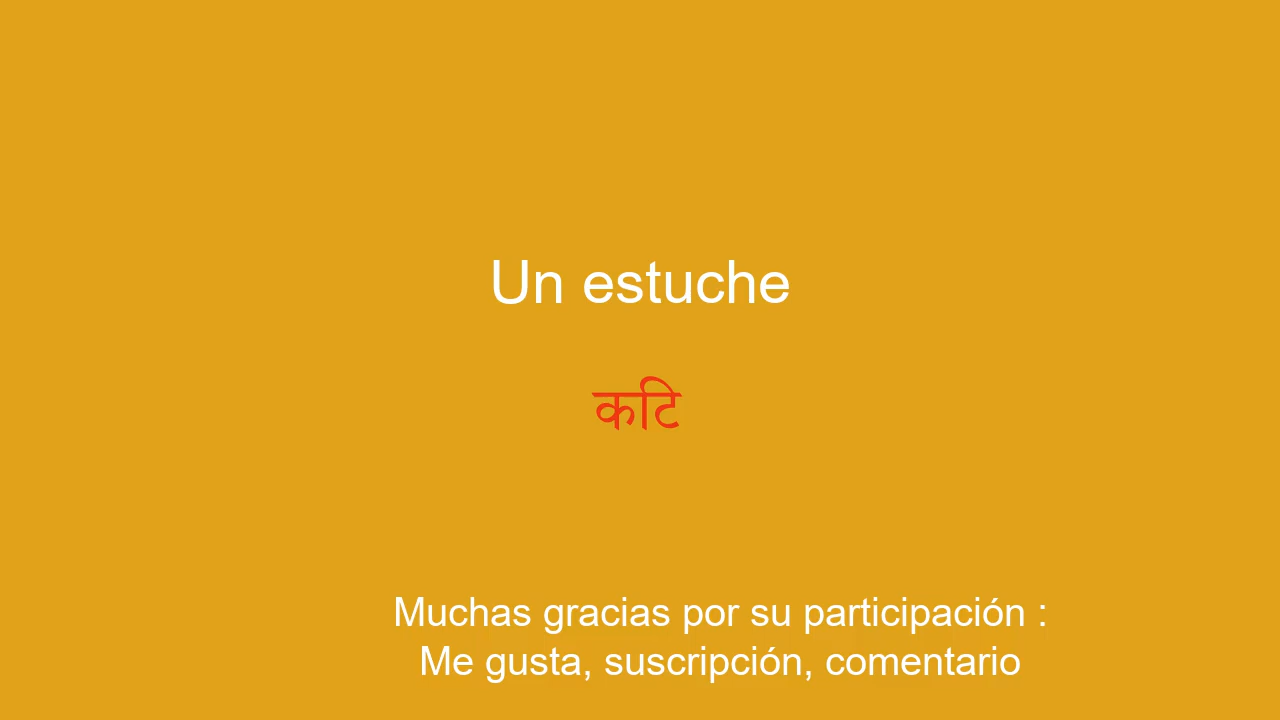 Un estuche
कटि
Muchas gracias por su participación :
Me gusta, suscripción, comentario